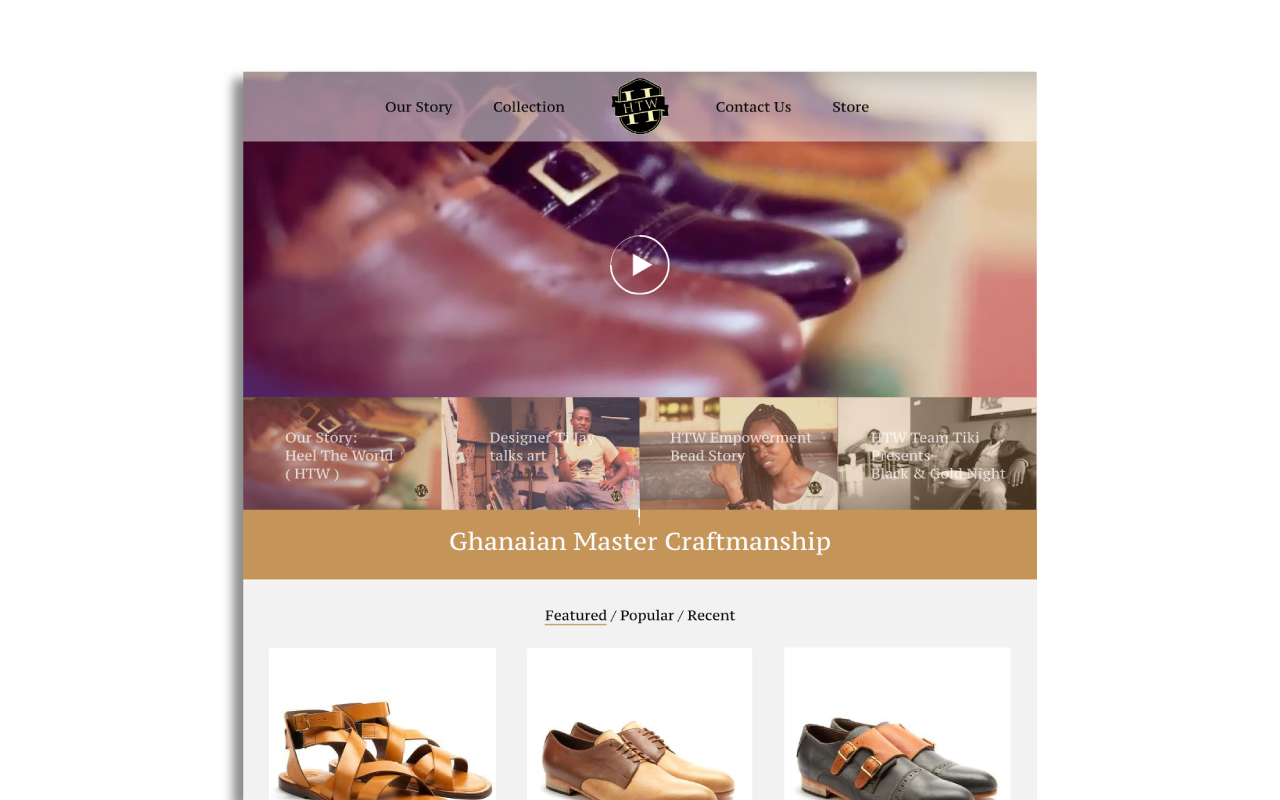 Our Story Collection HTW Contact Us Store
Our Story:
Heel The World
( HTW )
Designer Ti Jay
talks art
HTW Empowerment
Bead Story
HTW Team Tiki
Presents
Black & Gold Night
Ghanaian Master Craftmanship
Featured / Popular / Recent